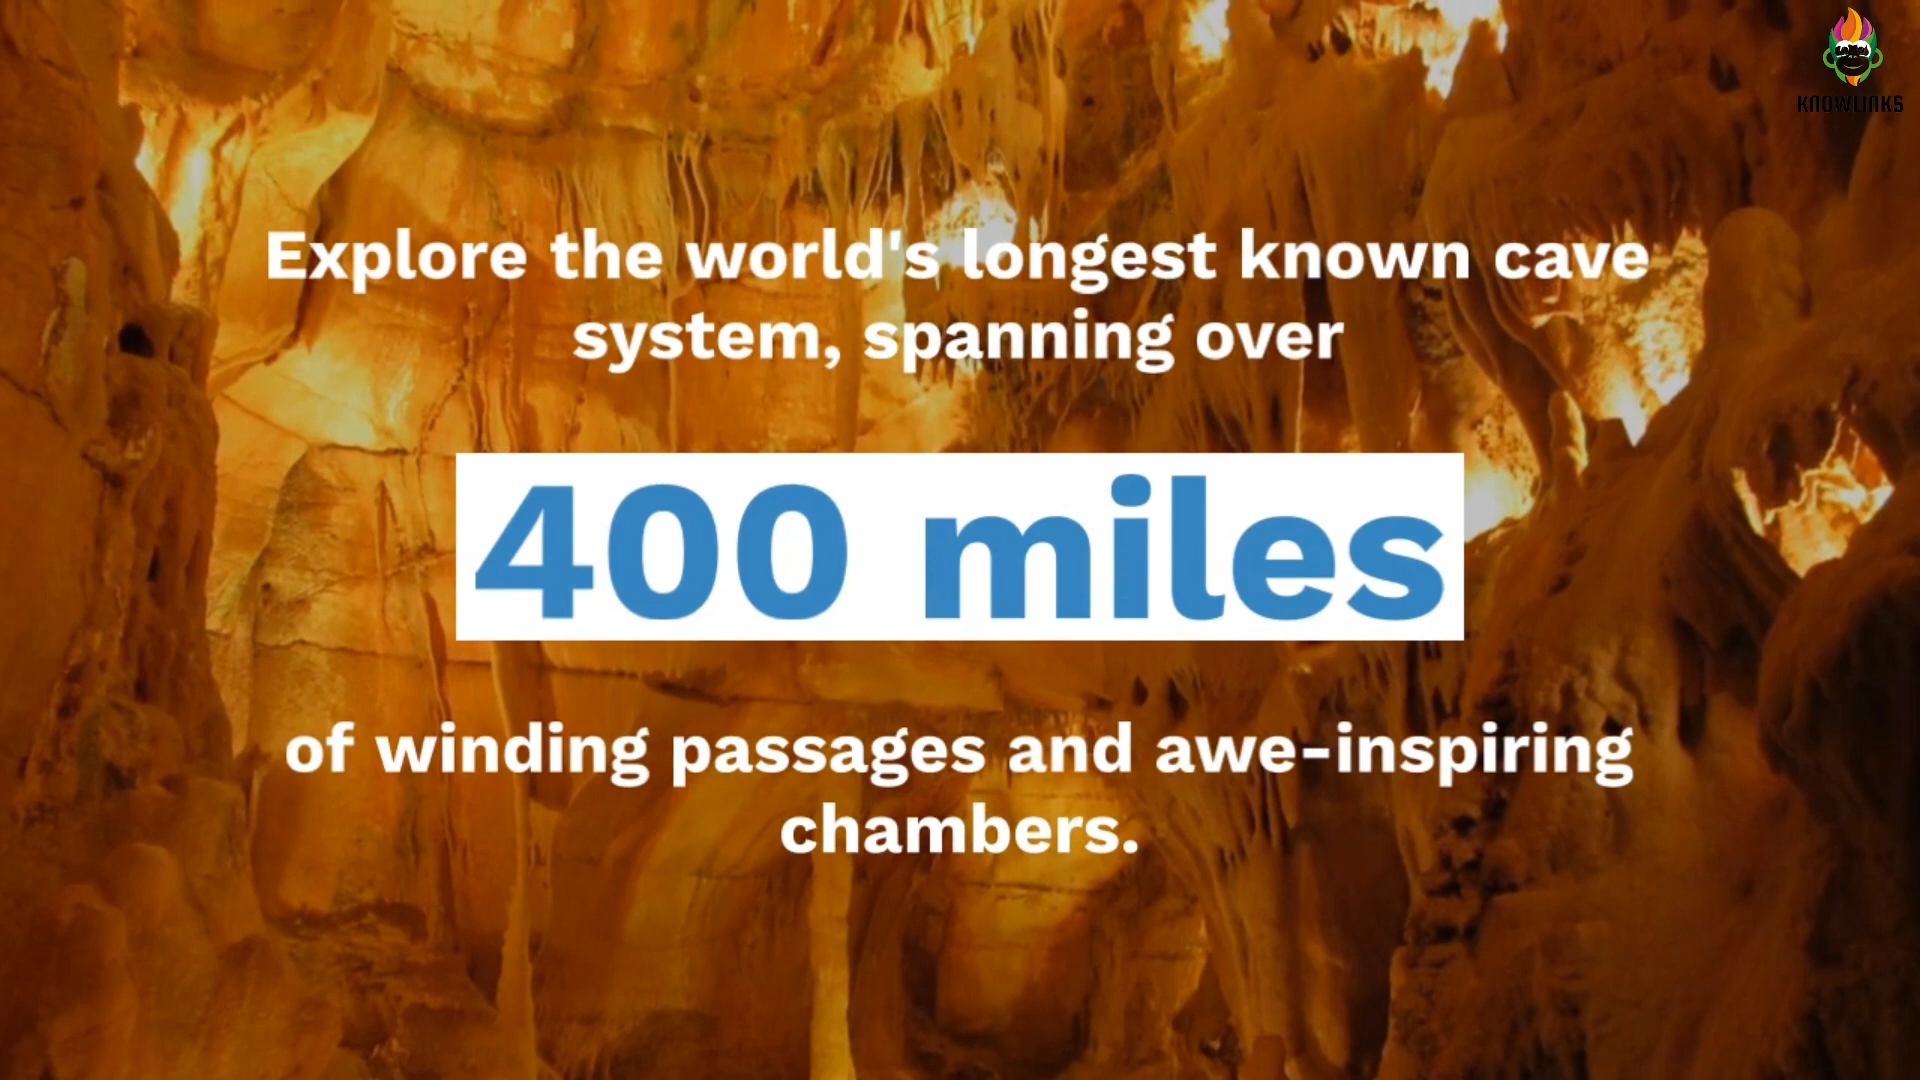 KNOWLINKS
Explore the world's longest known cave
system, spanning over
400 miles
of winding passages and awe-inspiring
chambers.